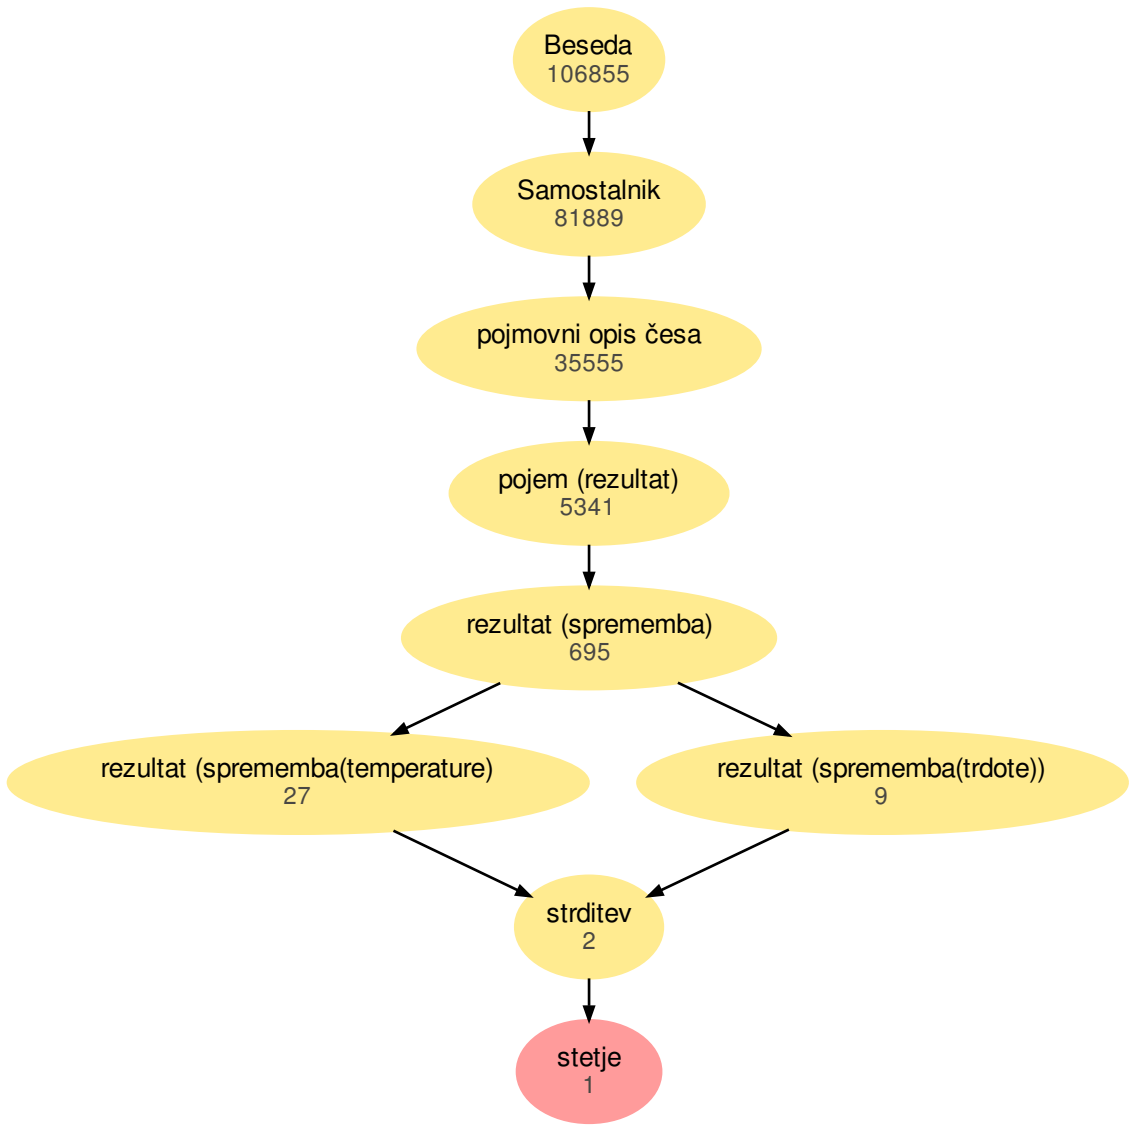 Beseda
106855
Samostalnik
81889
pojmovni opis česa
35555
pojem (rezultat)
5341
rezultat (sprememba)
695
rezultat (sprememba(temperature)
27
rezultat (sprememba(trdote))
9
strditev
2
stetje
1